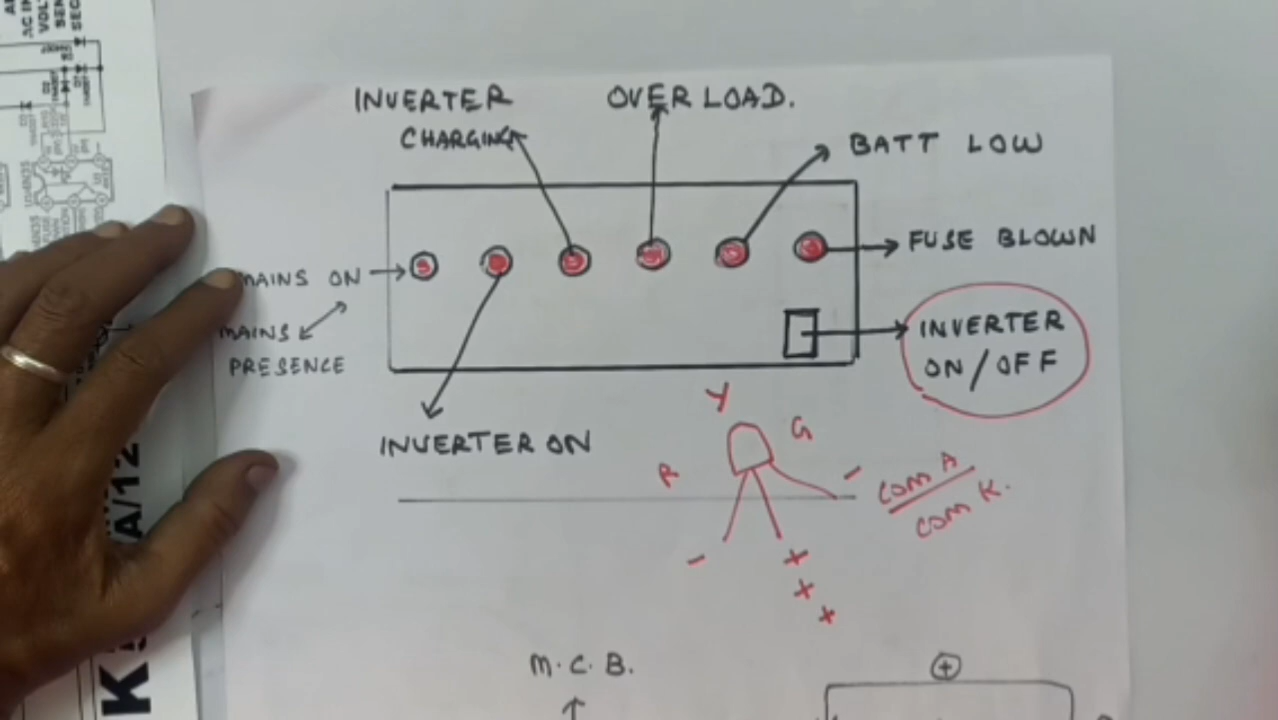 INVERTER
CHARGING
OVER LOAD.
BATT LOW
FUSE BLOWN
MAINS ON
MAINS
PRESENCE
INVERTER
ON/OFF
INVERTER ON
Y
G
R
-
COM A
COM K.
-
+
+
+
M.C.B.
+